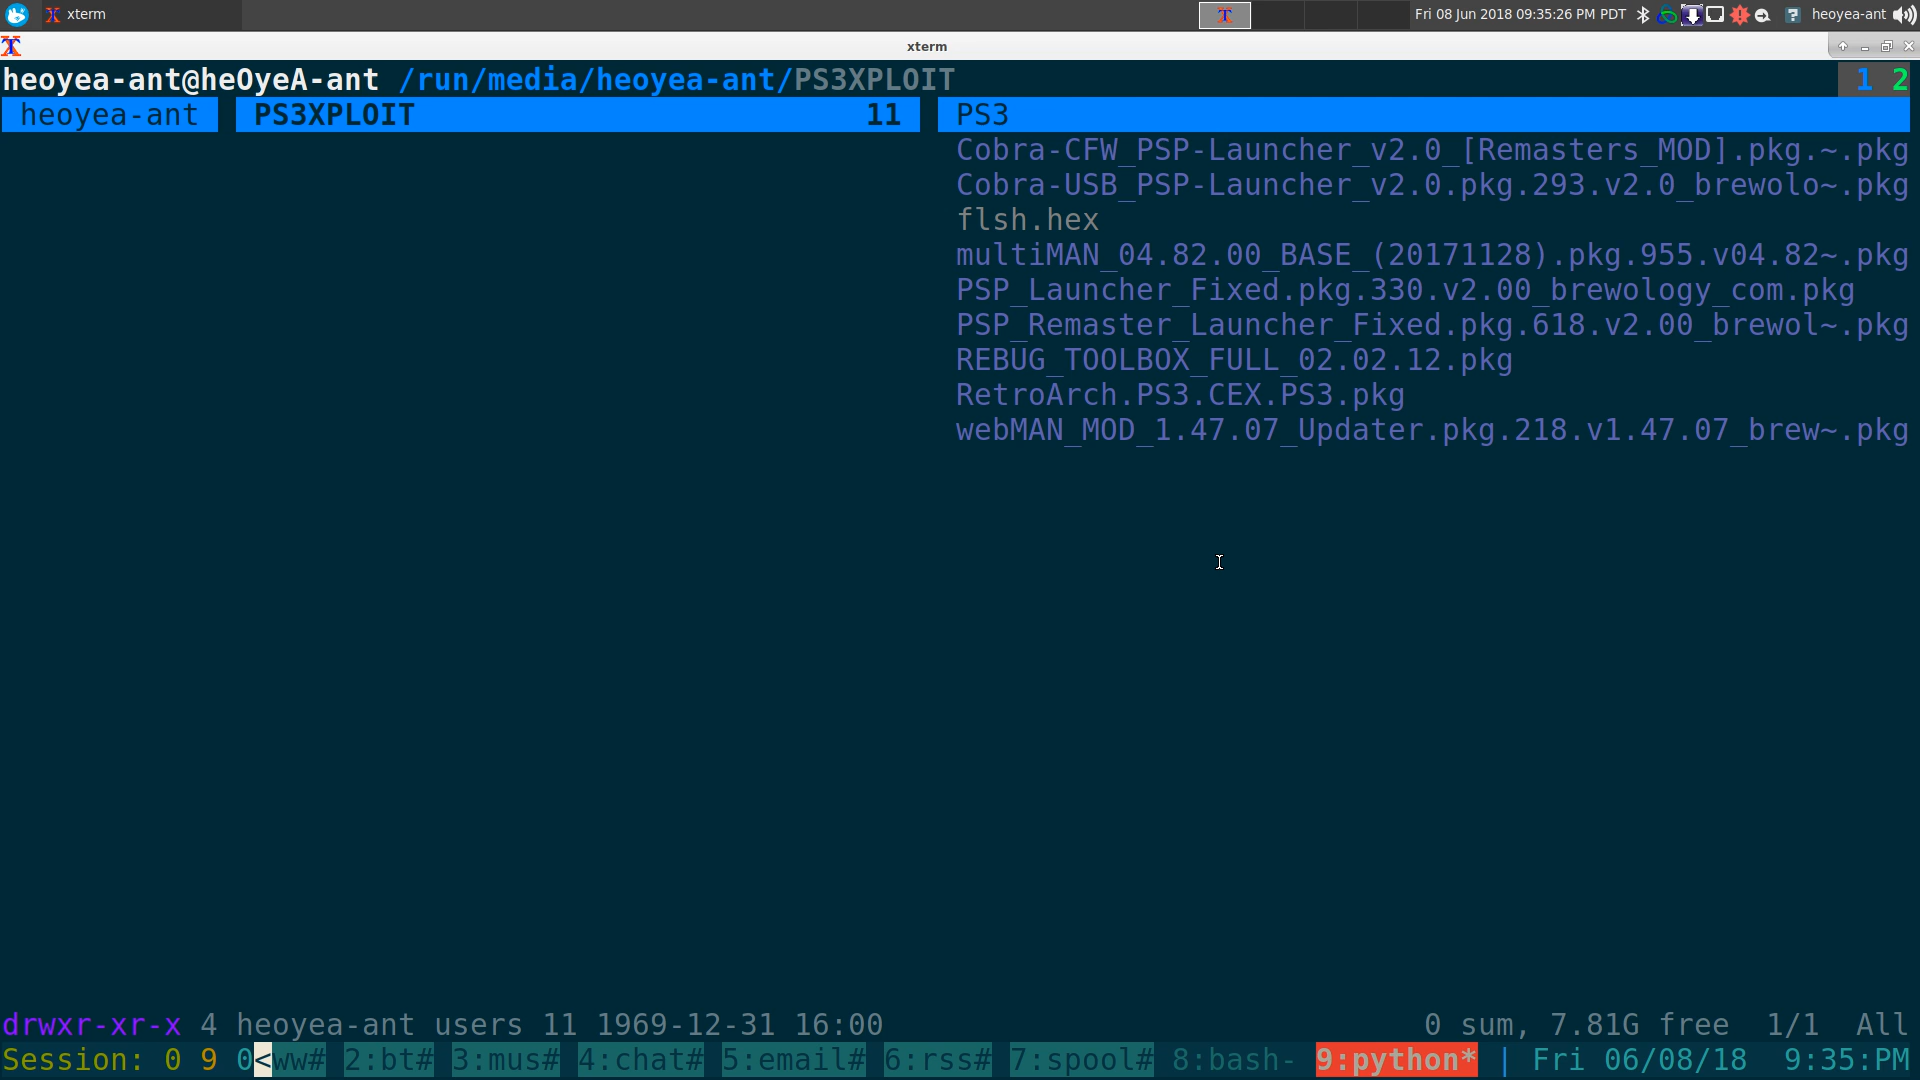 xterm
Fri 08 Jun 2018 09:35:26 PM PDT
heoyea-ant
xterm
heoyea-ant@heOyeA-ant /run/media/heoyea-ant/PS3XPLOIT 1 2
heoyea-ant PS3XPLOIT 11 PS3
Cobra-CFW_PSP-Launcher_v2.0_[Remasters_MOD].pkg.~.pkg
Cobra-USB_PSP-Launcher_v2.0.pkg.293.v2.0_brewolo~.pkg
flsh.hex
multiMAN_04.82.00_BASE_(20171128).pkg.955.v04.82~.pkg
PSP_Launcher_Fixed.pkg.330.v2.00_brewology_com.pkg
PSP_Remaster_Launcher_Fixed.pkg.618.v2.00_brewol~.pkg
REBUG_TOOLBOX_FULL_02.02.12.pkg
RetroArch.PS3.CEX.PS3.pkg
webMAN_MOD_1.47.07_Updater.pkg.218.v1.47.07_brew~.pkg
drwxr-xr-x 4 heoyea-ant users 11 1969-12-31 16:00 0 sum, 7.81G free 1/1 All
Session: 0 9 0<ww# 2:bt# 3:mus# 4:chat# 5:email# 6:rss# 7:spool# 8:bash- 9:python* | Fri 06/08/18 9:35:PM